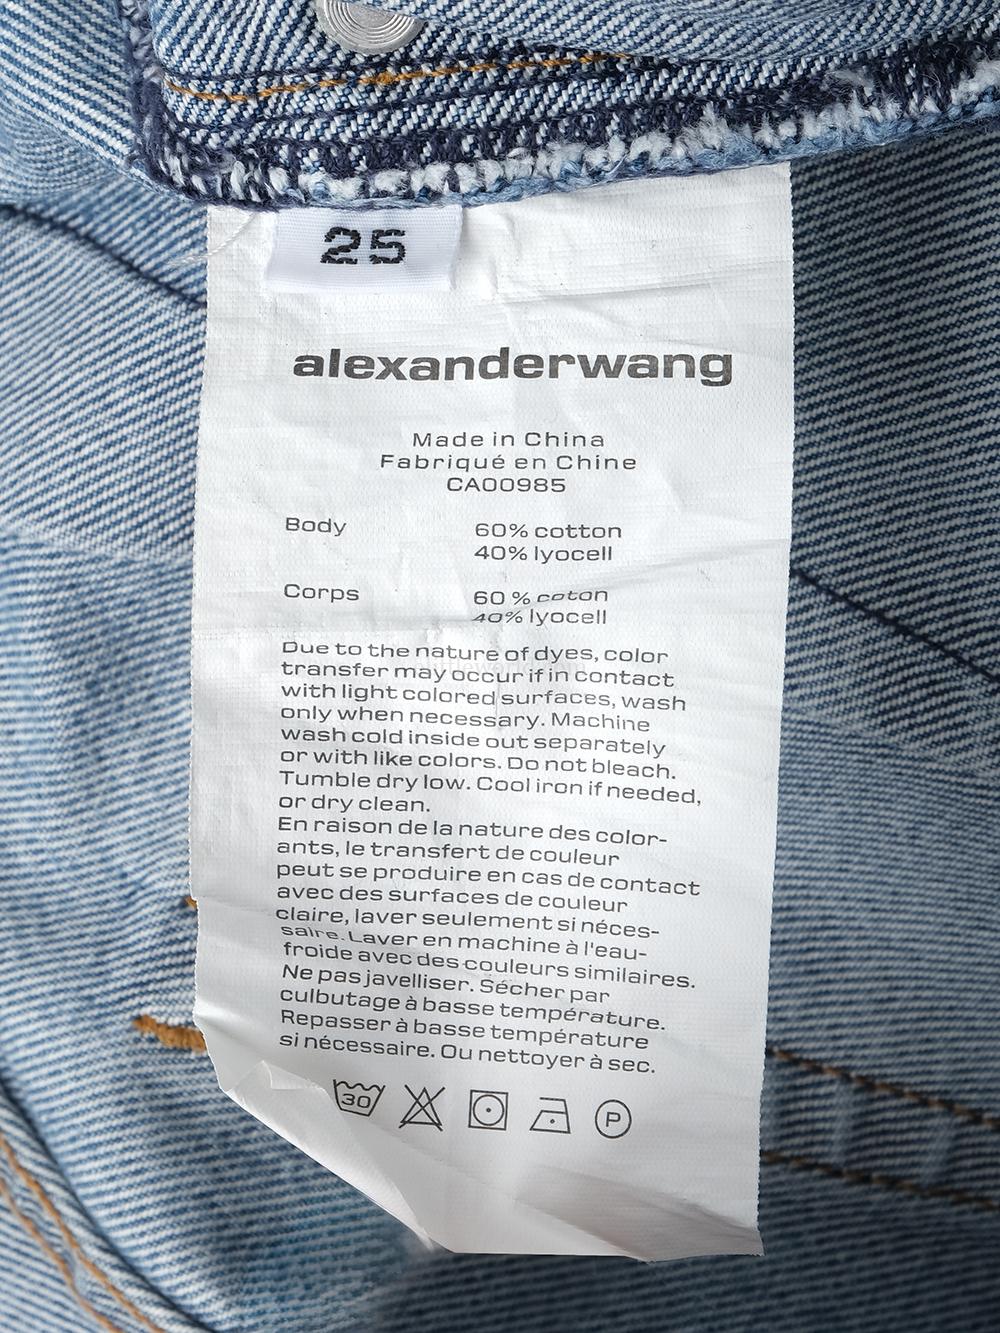 25
alexanderwang
Made in China
Fabriqué en Chine
CA00985
Body 60% cotton
40% lyocell
Corps 60% coton
40% lyocell
Due to the nature of dyes, color
transfer may occur if in contact
with light colored surfaces, wash
only when necessary. Machine
wash cold inside out separately
or with like colors. Do not bleach.
Tumble dry low. Cool iron if needed,
or dry clean.
En raison de la nature des color-
ants, le transfert de couleur
peut se produire en cas de contact
avec des surfaces de couleur
claire, laver seulement si néces-
saire. Laver en machine à l'eau-
froide avec des couleurs similaires.
Ne pas javelliser. Sécher par
culbutage à basse température.
Repasser à basse température
si nécessaire. Ou nettoyer à sec.
30 P